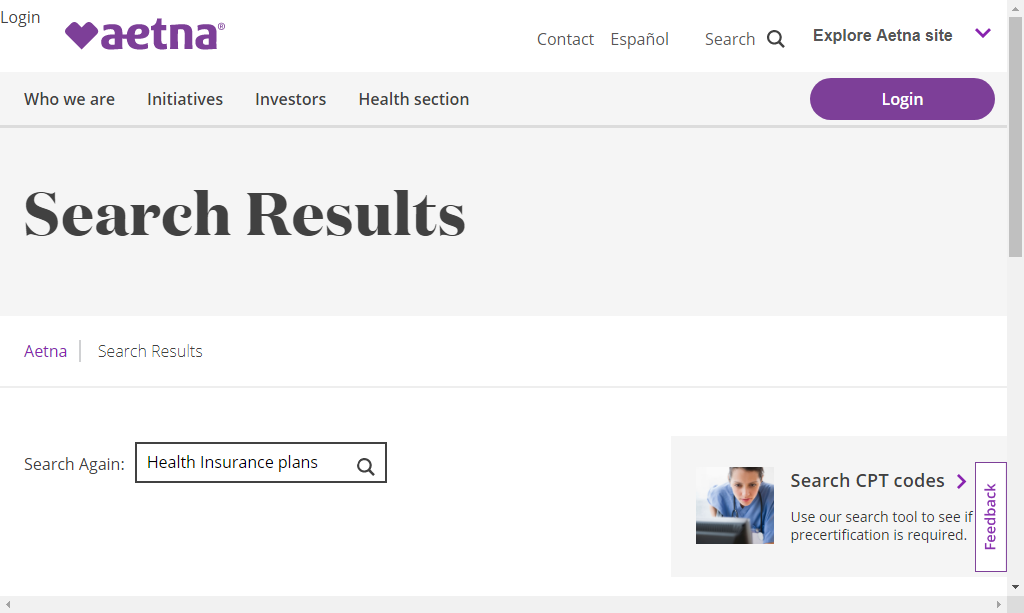 Login
aetna®
Contact Español Search Explore Aetna site
Who we are Initiatives Investors Health section Login
Search Results
Aetna Search Results
Search Again: Health Insurance plans
Search CPT codes
Use our search tool to see if
precertification is required.
Feedback